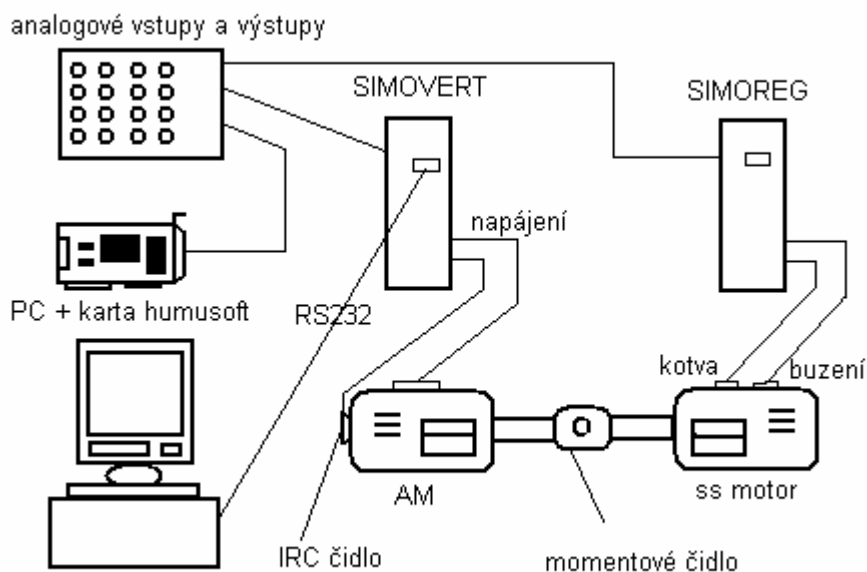 analogové vstupy a výstupy
SIMOVERT
SIMOREG
napájení
PC + karta humusoft
RS232
kotva
buzení
AM
ss motor
IRC čidlo
momentové čidlo